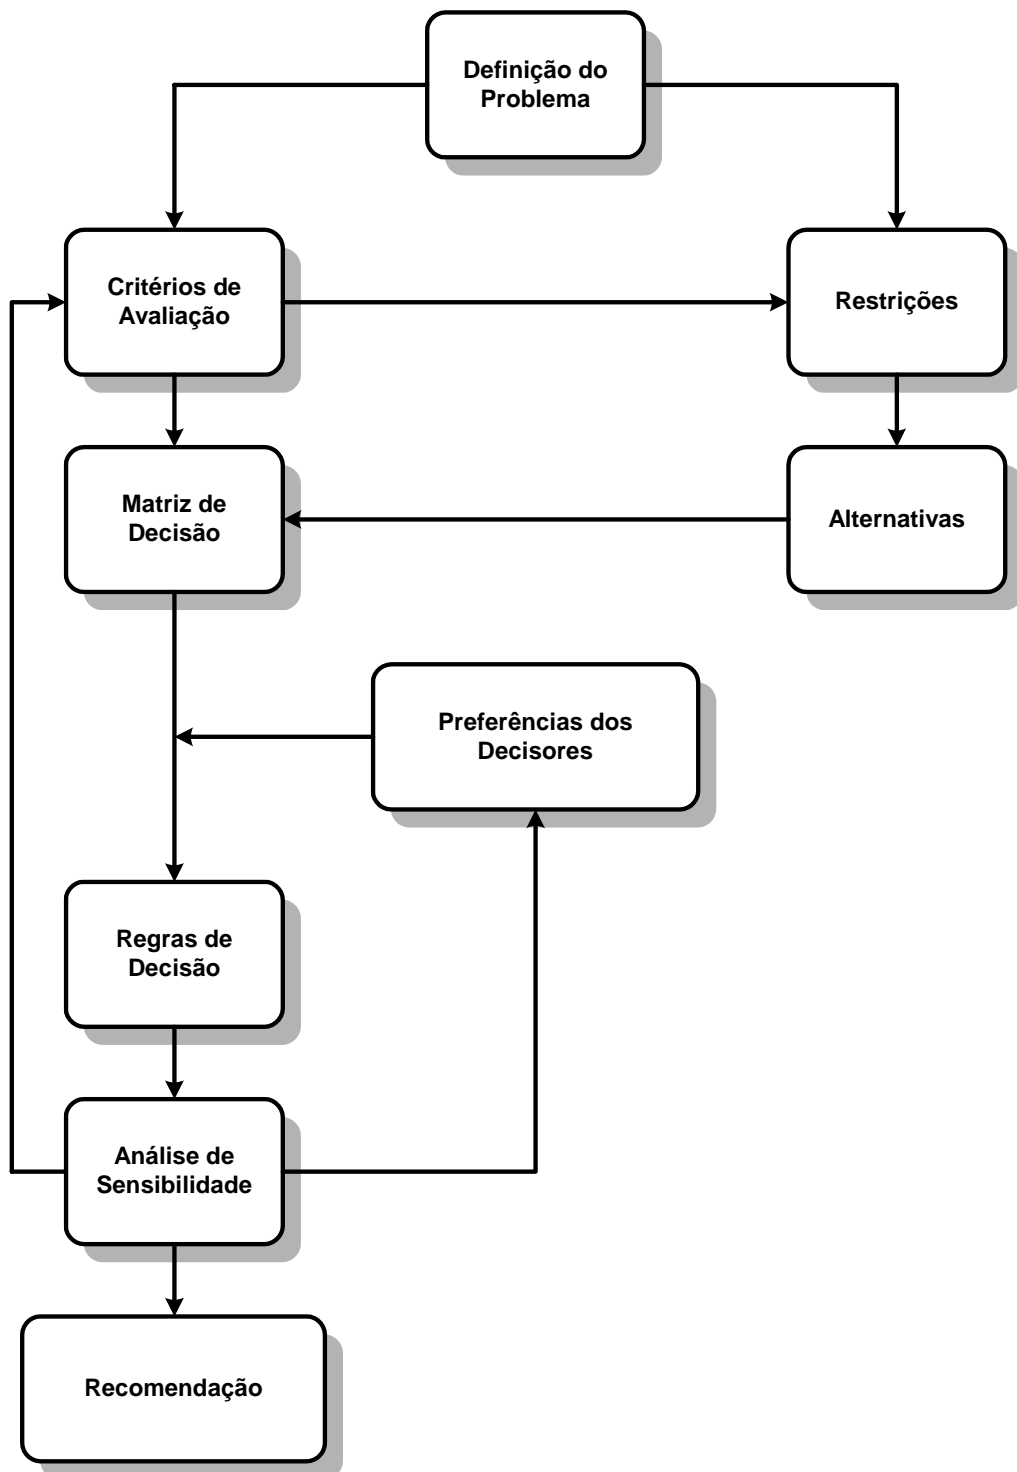 Definição do
Problema
Critérios de
Avaliação
Restrições
Matriz de
Decisão
Alternativas
Preferências dos
Decisores
Regras de
Decisão
Análise de
Sensibilidade
Recomendação